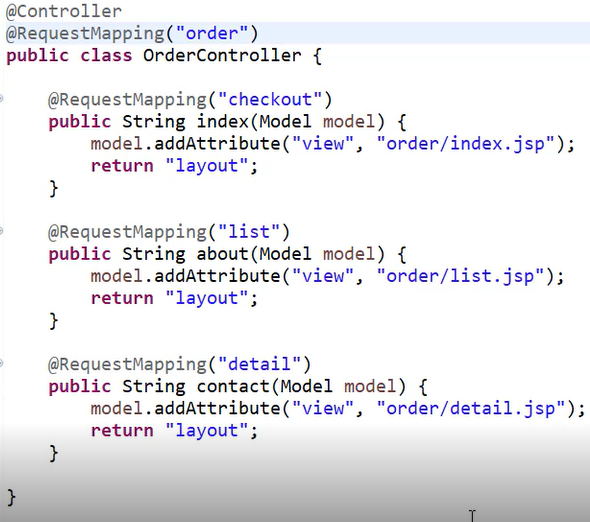 @Controller
@RequestMapping("order")
public class OrderController {
@RequestMapping("checkout")
public String index(Model model) {
model.addAttribute("view", "order/index.jsp");
return "layout";
}
@RequestMapping("list")
public String about(Model model) {
model.addAttribute("view", "order/list.jsp");
return "layout";
}
@RequestMapping("detail")
public String contact(Model model) {
model.addAttribute("view", "order/detail.jsp");
return "layout";
}
}